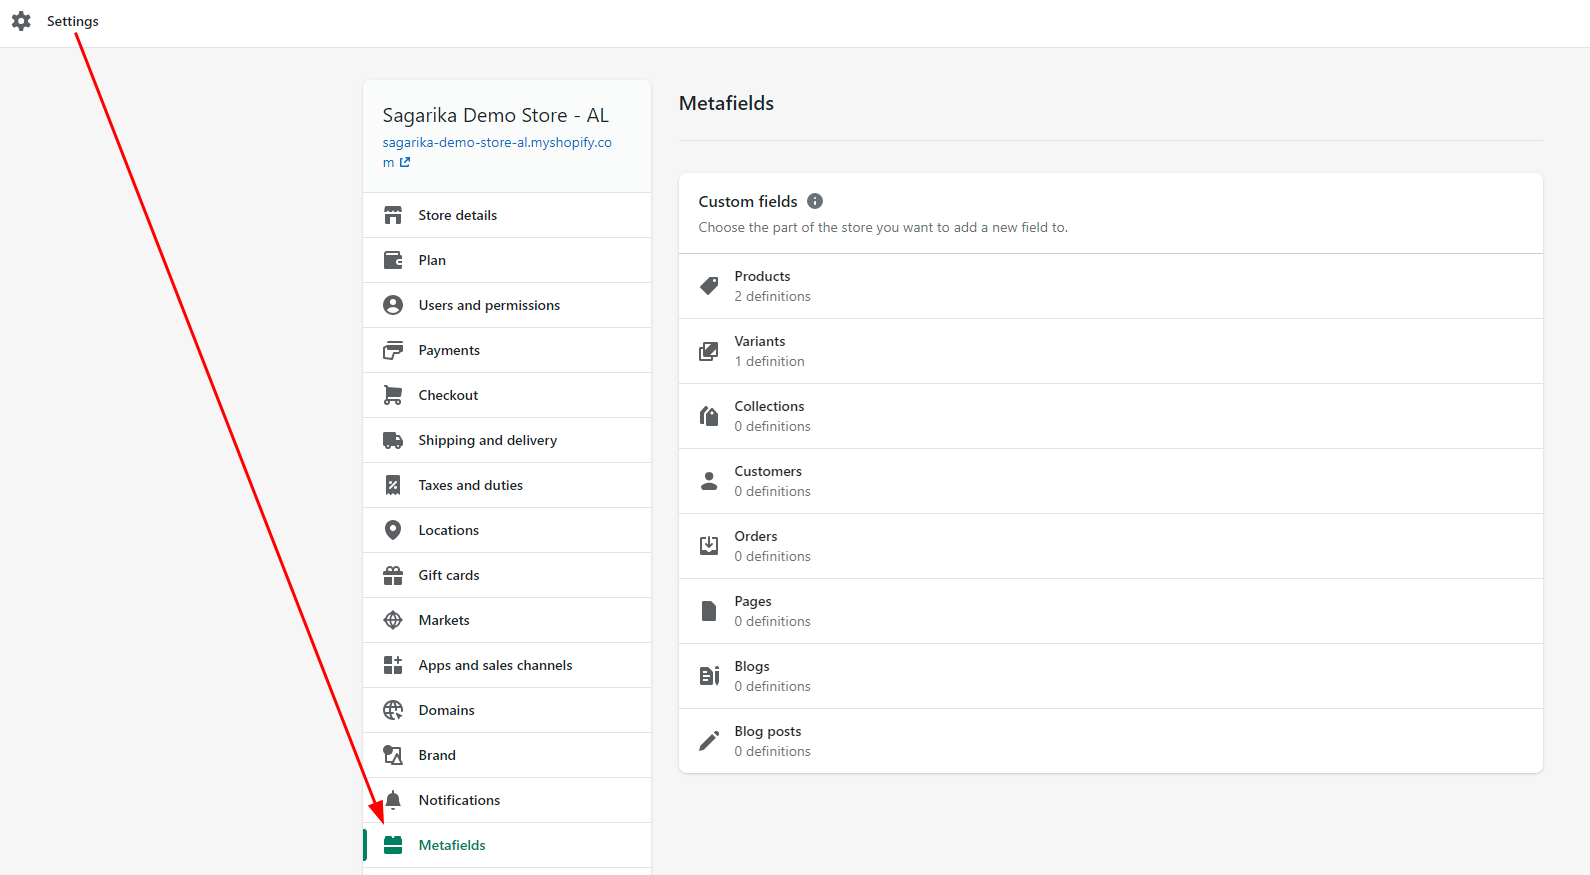 Settings
Sagarika Demo Store - AL
sagarika-demo-store-al.myshopify.co
m
Store details
Plan
Users and permissions
Payments
Checkout
Shipping and delivery
Taxes and duties
Locations
Gift cards
Markets
Apps and sales channels
Domains
Brand
Notifications
Metafields
Metafields
Custom fields
Choose the part of the store you want to add a new field to.
Products
2 definitions
Variants
1 definition
Collections
0 definitions
Customers
0 definitions
Orders
0 definitions
Pages
0 definitions
Blogs
0 definitions
Blog posts
0 definitions